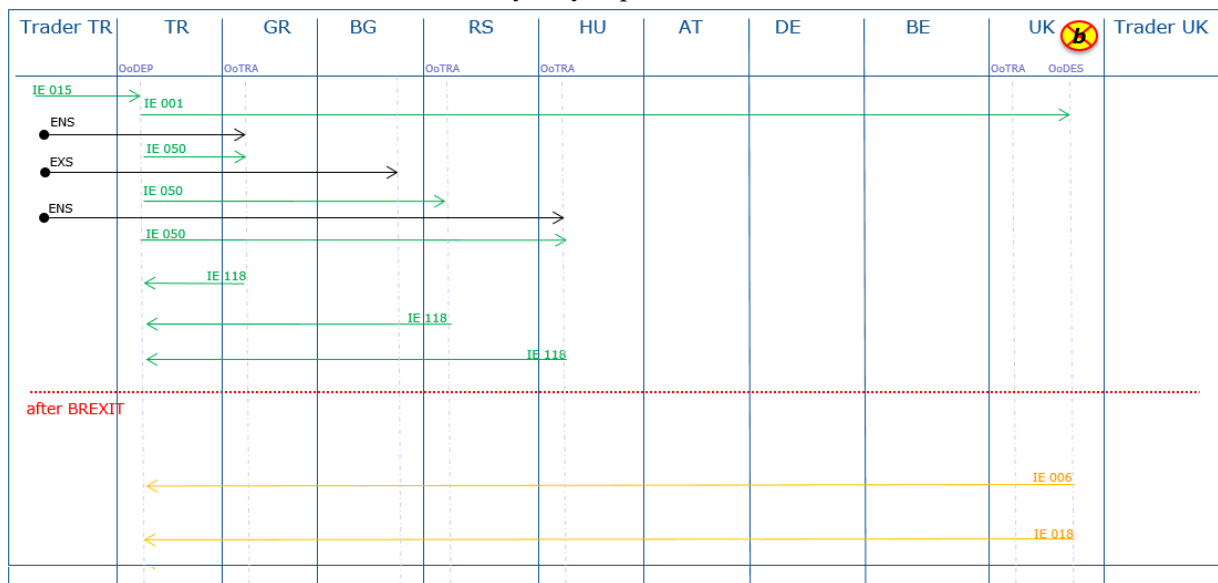 Trader TR TR GR BG RS HU AT DE BE UK b Trader UK
OoDEP OoTRA OoTRA OoTRA OoTRA OoDES
IE 015
IE 001
ENS
IE 050
EXS
IE 050
ENS
IE 050
IE 118
IE 118
IE 118
after BREXIT
IE 006
IE 018